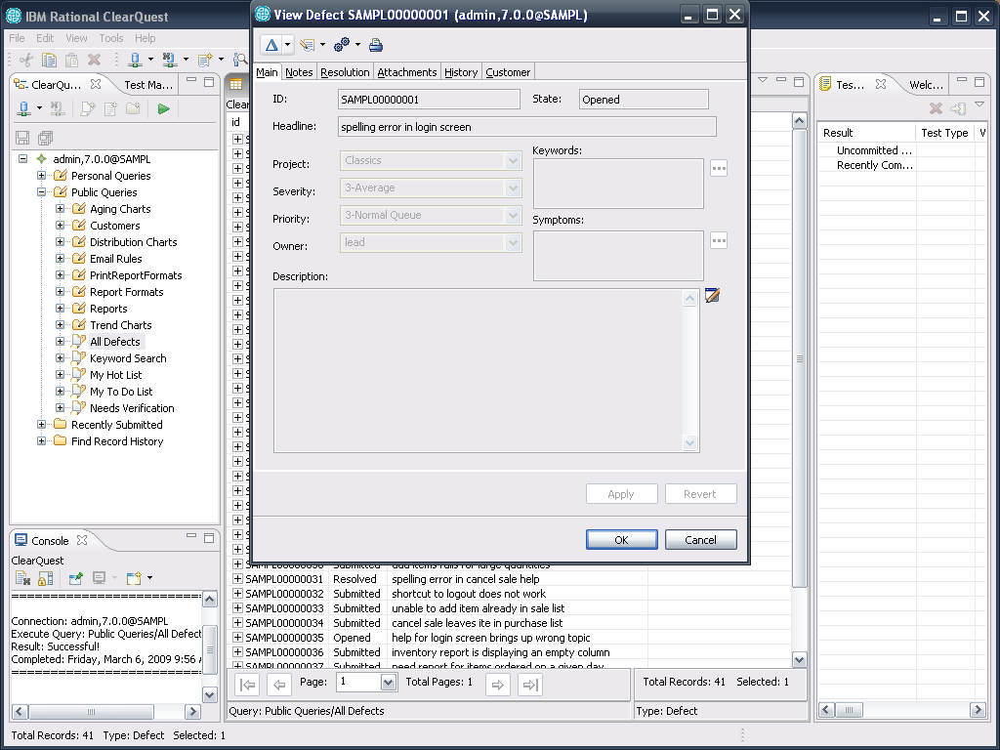 IBM Rational ClearQuest
File Edit View Tools Help
ClearQu...
Test Ma...
admin,7.0.0@SAMPL
Personal Queries
Public Queries
Aging Charts
Customers
Distribution Charts
Email Rules
PrintReportFormats
Report Formats
Reports
Trend Charts
All Defects
Keyword Search
My Hot List
My To Do List
Needs Verification
Recently Submitted
Find Record History
Console
ClearQuest
===============================
Connection: admin,7.0.0@SAMPL
Execute Query: Public Queries/All Defect
Result: Successful!
Completed: Friday, March 6, 2009 9:56
===============================
Total Records: 41 Type: Defect Selected: 1
View Defect SAMPL00000001 (admin,7.0.0@SAMPL)
Main Notes Resolution Attachments History Customer
ID: SAMPL00000001 State: Opened
Headline: spelling error in login screen
Project: Classics
Severity: 3-Average
Priority: 3-Normal Queue
Owner: lead
Keywords:
Symptoms:
Description:
Apply Revert
OK Cancel
Clear
id
SAMPL00000030 Submitted add items fails for large quantities
SAMPL00000031 Resolved spelling error in cancel sale help
SAMPL00000032 Submitted shortcut to logout does not work
SAMPL00000033 Submitted unable to add item already in sale list
SAMPL00000034 Submitted cancel sale leaves ite in purchase list
SAMPL00000035 Opened help for login screen brings up wrong topic
SAMPL00000036 Submitted inventory report is displaying an empty column
SAMPL00000037 Submitted need report for items ordered on a given day
Page: 1 Total Pages: 1
Total Records: 41 Selected: 1
Query: Public Queries/All Defects
Type: Defect
Tes...
Welc...
Result Test Type
Uncommitted ...
Recently Com...